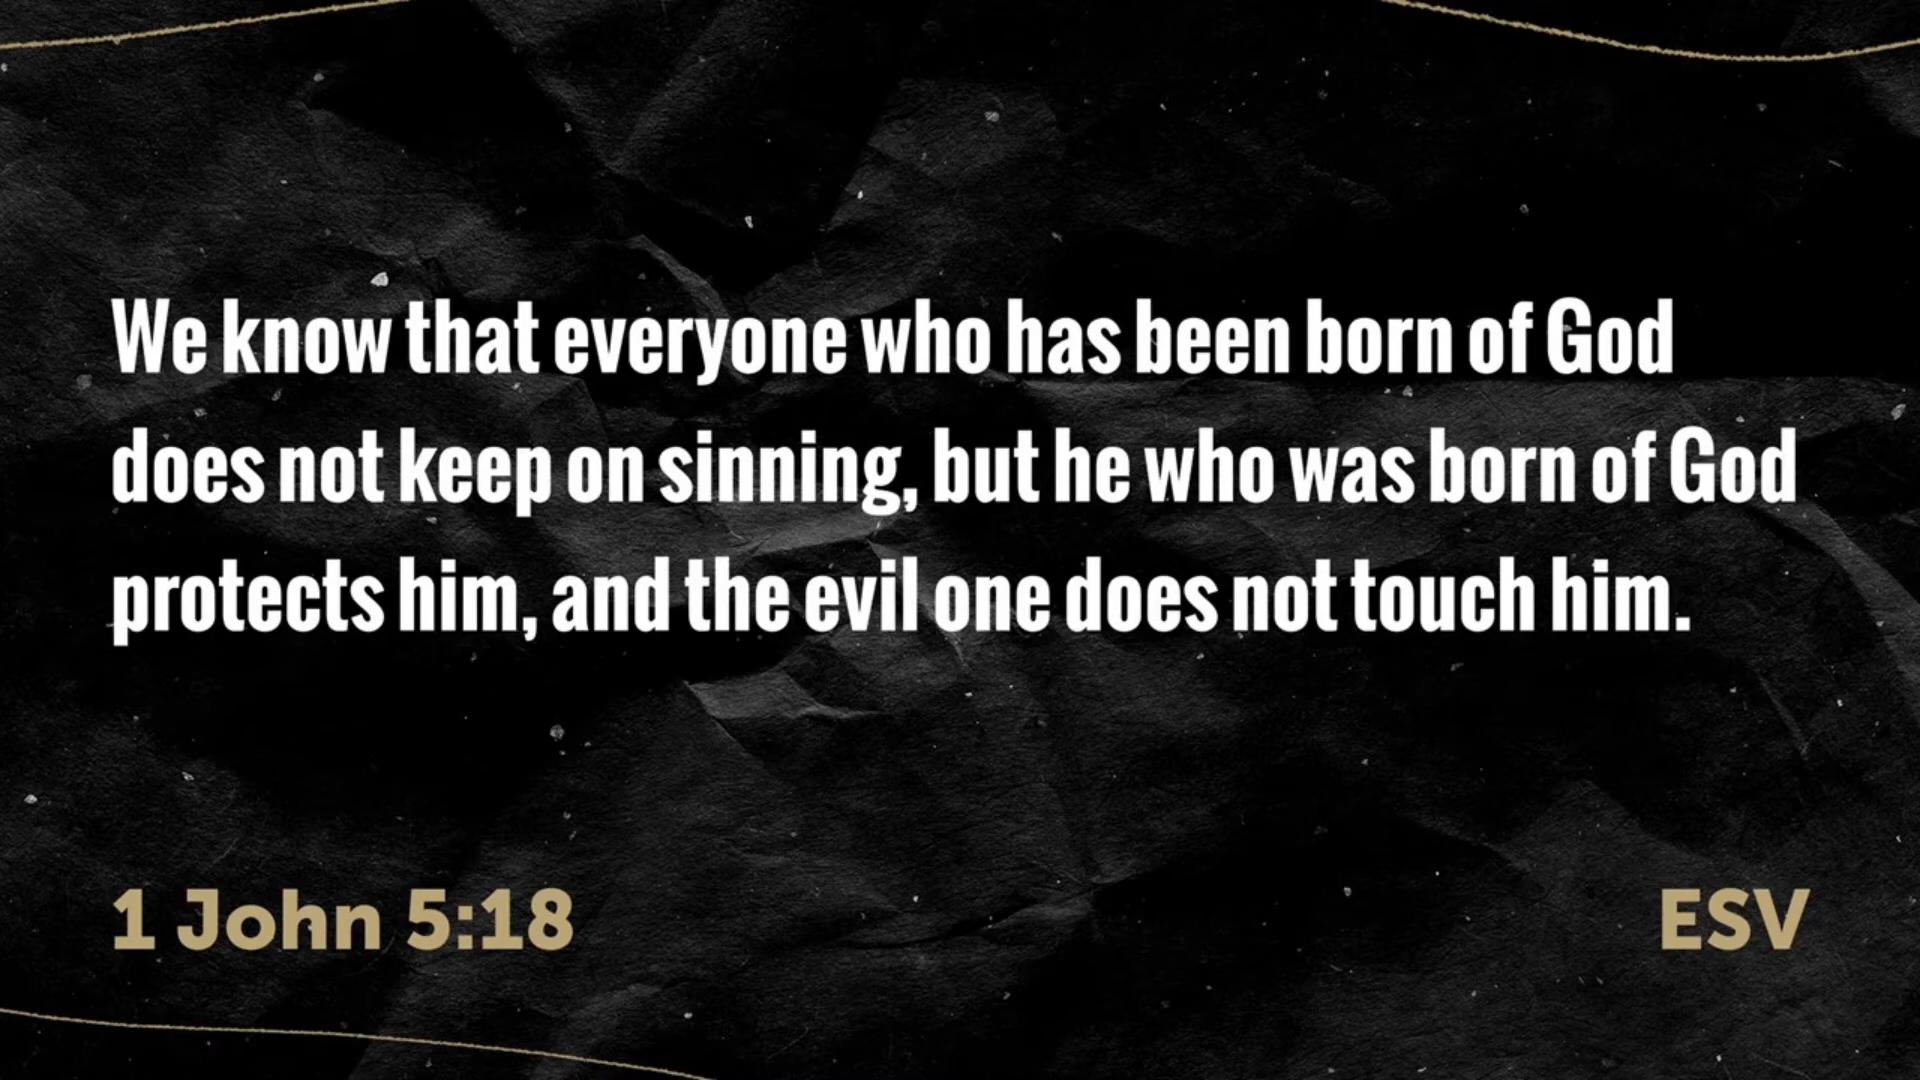 We know that everyone who has been born of God
does not keep on sinning, but he who was born of God
protects him, and the evil one does not touch him.
1 John 5:18
ESV